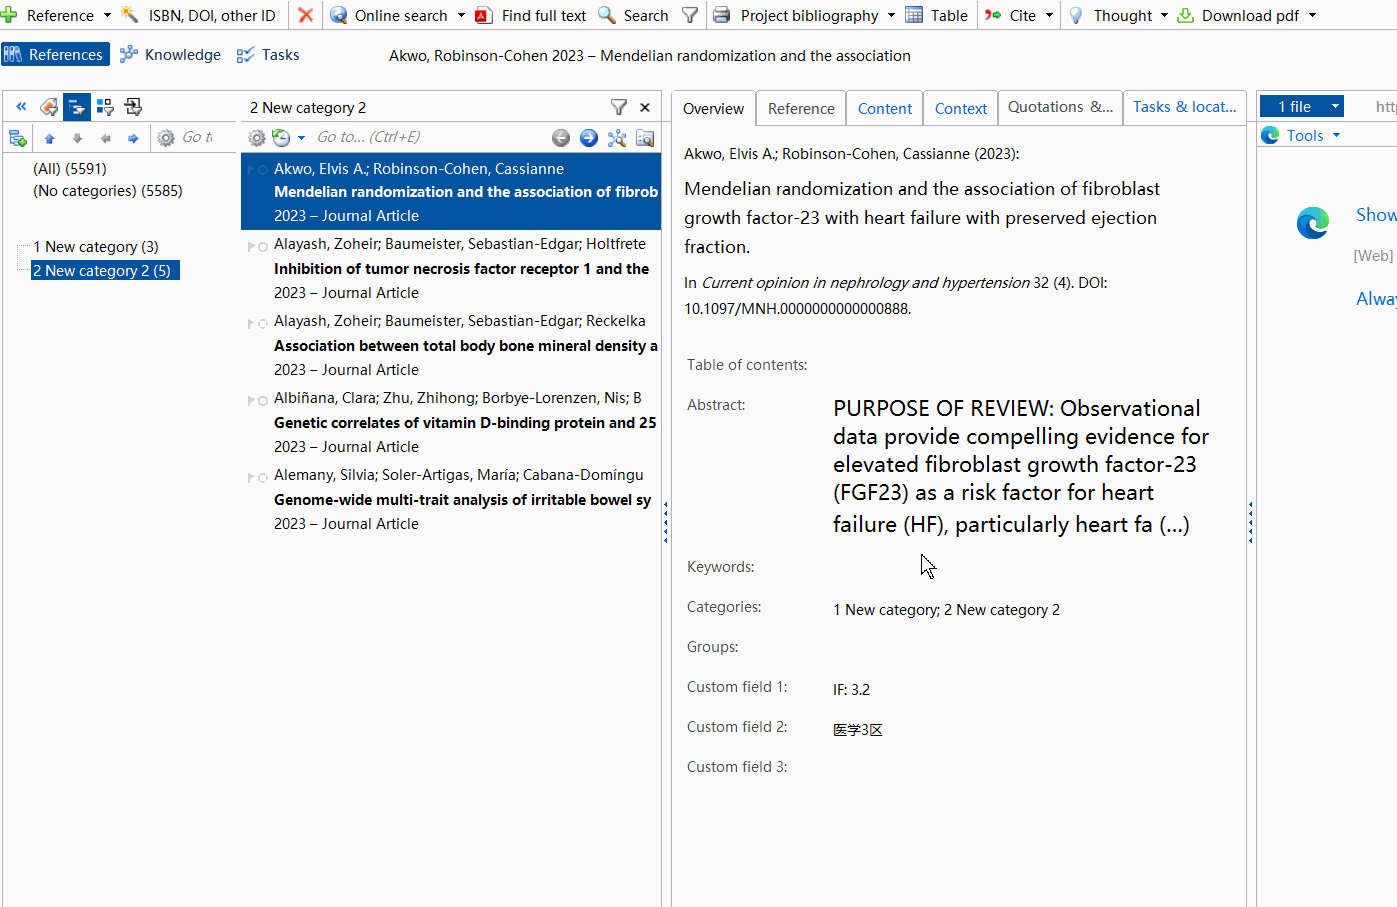 Reference
ISBN, DOI, other ID
Online search
Find full text
Search
Project bibliography
Table
Cite
Thought
Download pdf
References
Knowledge
Tasks
Akwo, Robinson-Cohen 2023 – Mendelian randomization and the association
Go to
(All) (5591)
(No categories) (5585)
1 New category (3)
2 New category 2 (5)
2 New category 2
Go to... (Ctrl+E)
Akwo, Elvis A.; Robinson-Cohen, Cassianne
Mendelian randomization and the association of fibrob
2023 – Journal Article
Alayash, Zoheir; Baumeister, Sebastian-Edgar; Holtfrete
Inhibition of tumor necrosis factor receptor 1 and the
2023 – Journal Article
Alayash, Zoheir; Baumeister, Sebastian-Edgar; Reckelka
Association between total body bone mineral density a
2023 – Journal Article
Albiñana, Clara; Zhu, Zhihong; Borbye-Lorenzen, Nis; B
Genetic correlates of vitamin D-binding protein and 25
2023 – Journal Article
Alemany, Silvia; Soler-Artigas, María; Cabana-Domíngu
Genome-wide multi-trait analysis of irritable bowel sy
2023 – Journal Article
Overview
Reference
Content
Context
Quotations &...
Tasks & locat...
Akwo, Elvis A.; Robinson-Cohen, Cassianne (2023):
Mendelian randomization and the association of fibroblast
growth factor-23 with heart failure with preserved ejection
fraction.
In Current opinion in nephrology and hypertension 32 (4). DOI:
10.1097/MNH.0000000000000888.
Table of contents:
Abstract:
PURPOSE OF REVIEW: Observational
data provide compelling evidence for
elevated fibroblast growth factor-23
(FGF23) as a risk factor for heart
failure (HF), particularly heart fa (...)
Keywords:
Categories:
1 New category; 2 New category 2
Groups:
Custom field 1:
IF: 3.2
Custom field 2:
医学3区
Custom field 3:
1 file
htt
Tools
Show
[Web]
Alway